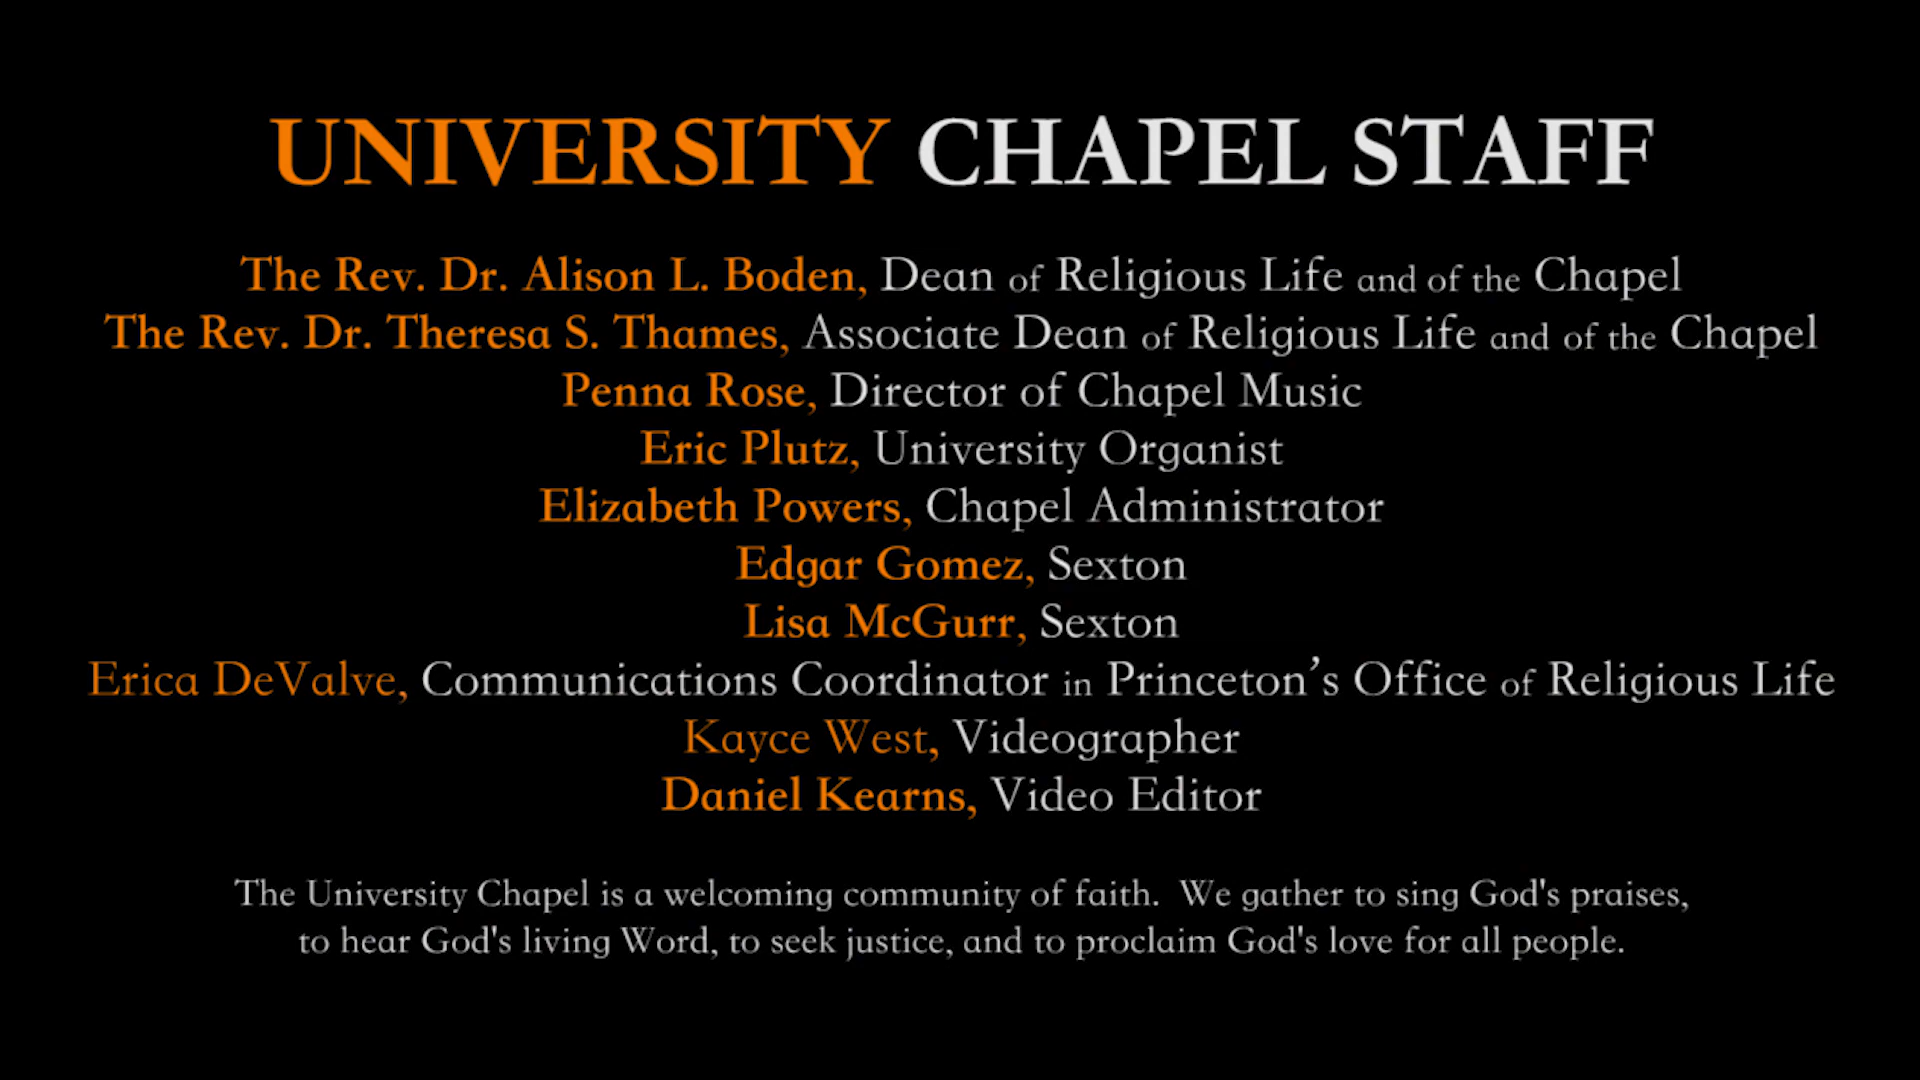 UNIVERSITY CHAPEL STAFF
The Rev. Dr. Alison L. Boden, Dean of Religious Life and of the Chapel
The Rev. Dr. Theresa S. Thames, Associate Dean of Religious Life and of the Chapel
Penna Rose, Director of Chapel Music
Eric Plutz, University Organist
Elizabeth Powers, Chapel Administrator
Edgar Gomez, Sexton
Lisa McGurr, Sexton
Erica DeValve, Communications Coordinator in Princeton’s Office of Religious Life
Kayce West, Videographer
Daniel Kearns, Video Editor
The University Chapel is a welcoming community of faith.  We gather to sing God's praises,
to hear God's living Word, to seek justice, and to proclaim God's love for all people.